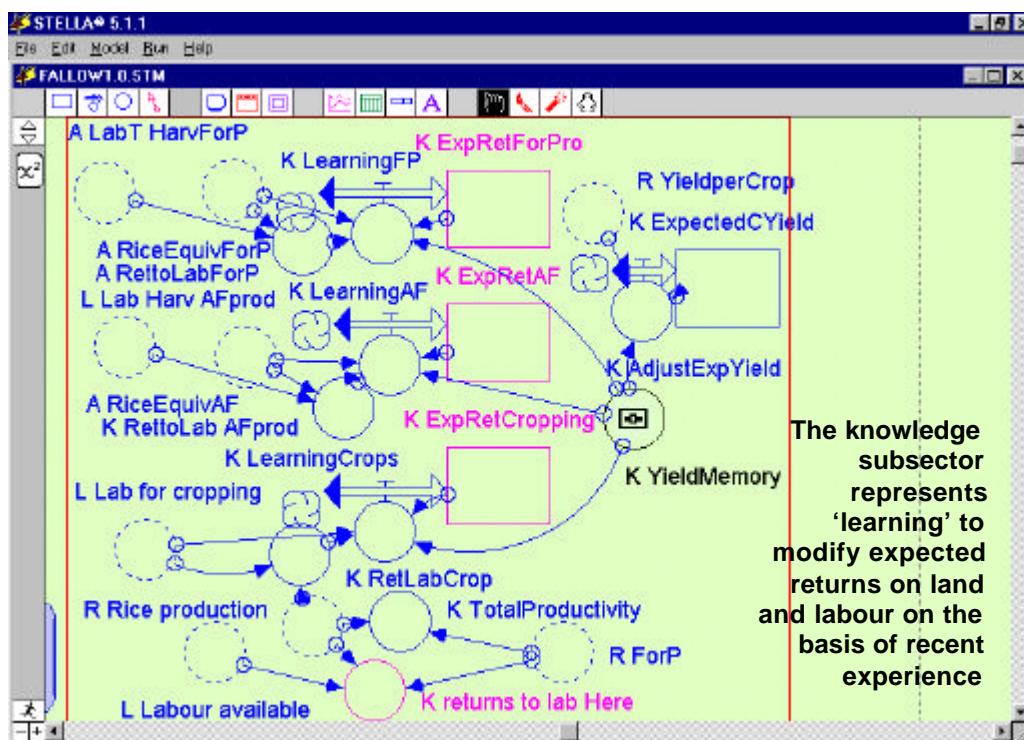 STELLA® 5.1.1
File Edit Model Run Help
FALLOW1.0.STM
A
x²
A LabT HarvForP
K ExpRetForPro
K LearningFP
R YieldperCrop
K ExpectedCYield
A RiceEquivForP
A RettoLabForP
K ExpRetAF
L Lab Harv AFprod
K LearningAF
K AdjustExpYield
A RiceEquivAF
K RettoLab AFprod
K ExpRetCropping
K YieldMemory
K LearningCrops
L Lab for cropping
K RetLabCrop
R Rice production
K TotalProductivity
R ForP
K returns to lab Here
L Labour available
The knowledge
subsector
represents
‘learning’ to
modify expected
returns on land
and labour on the
basis of recent
experience